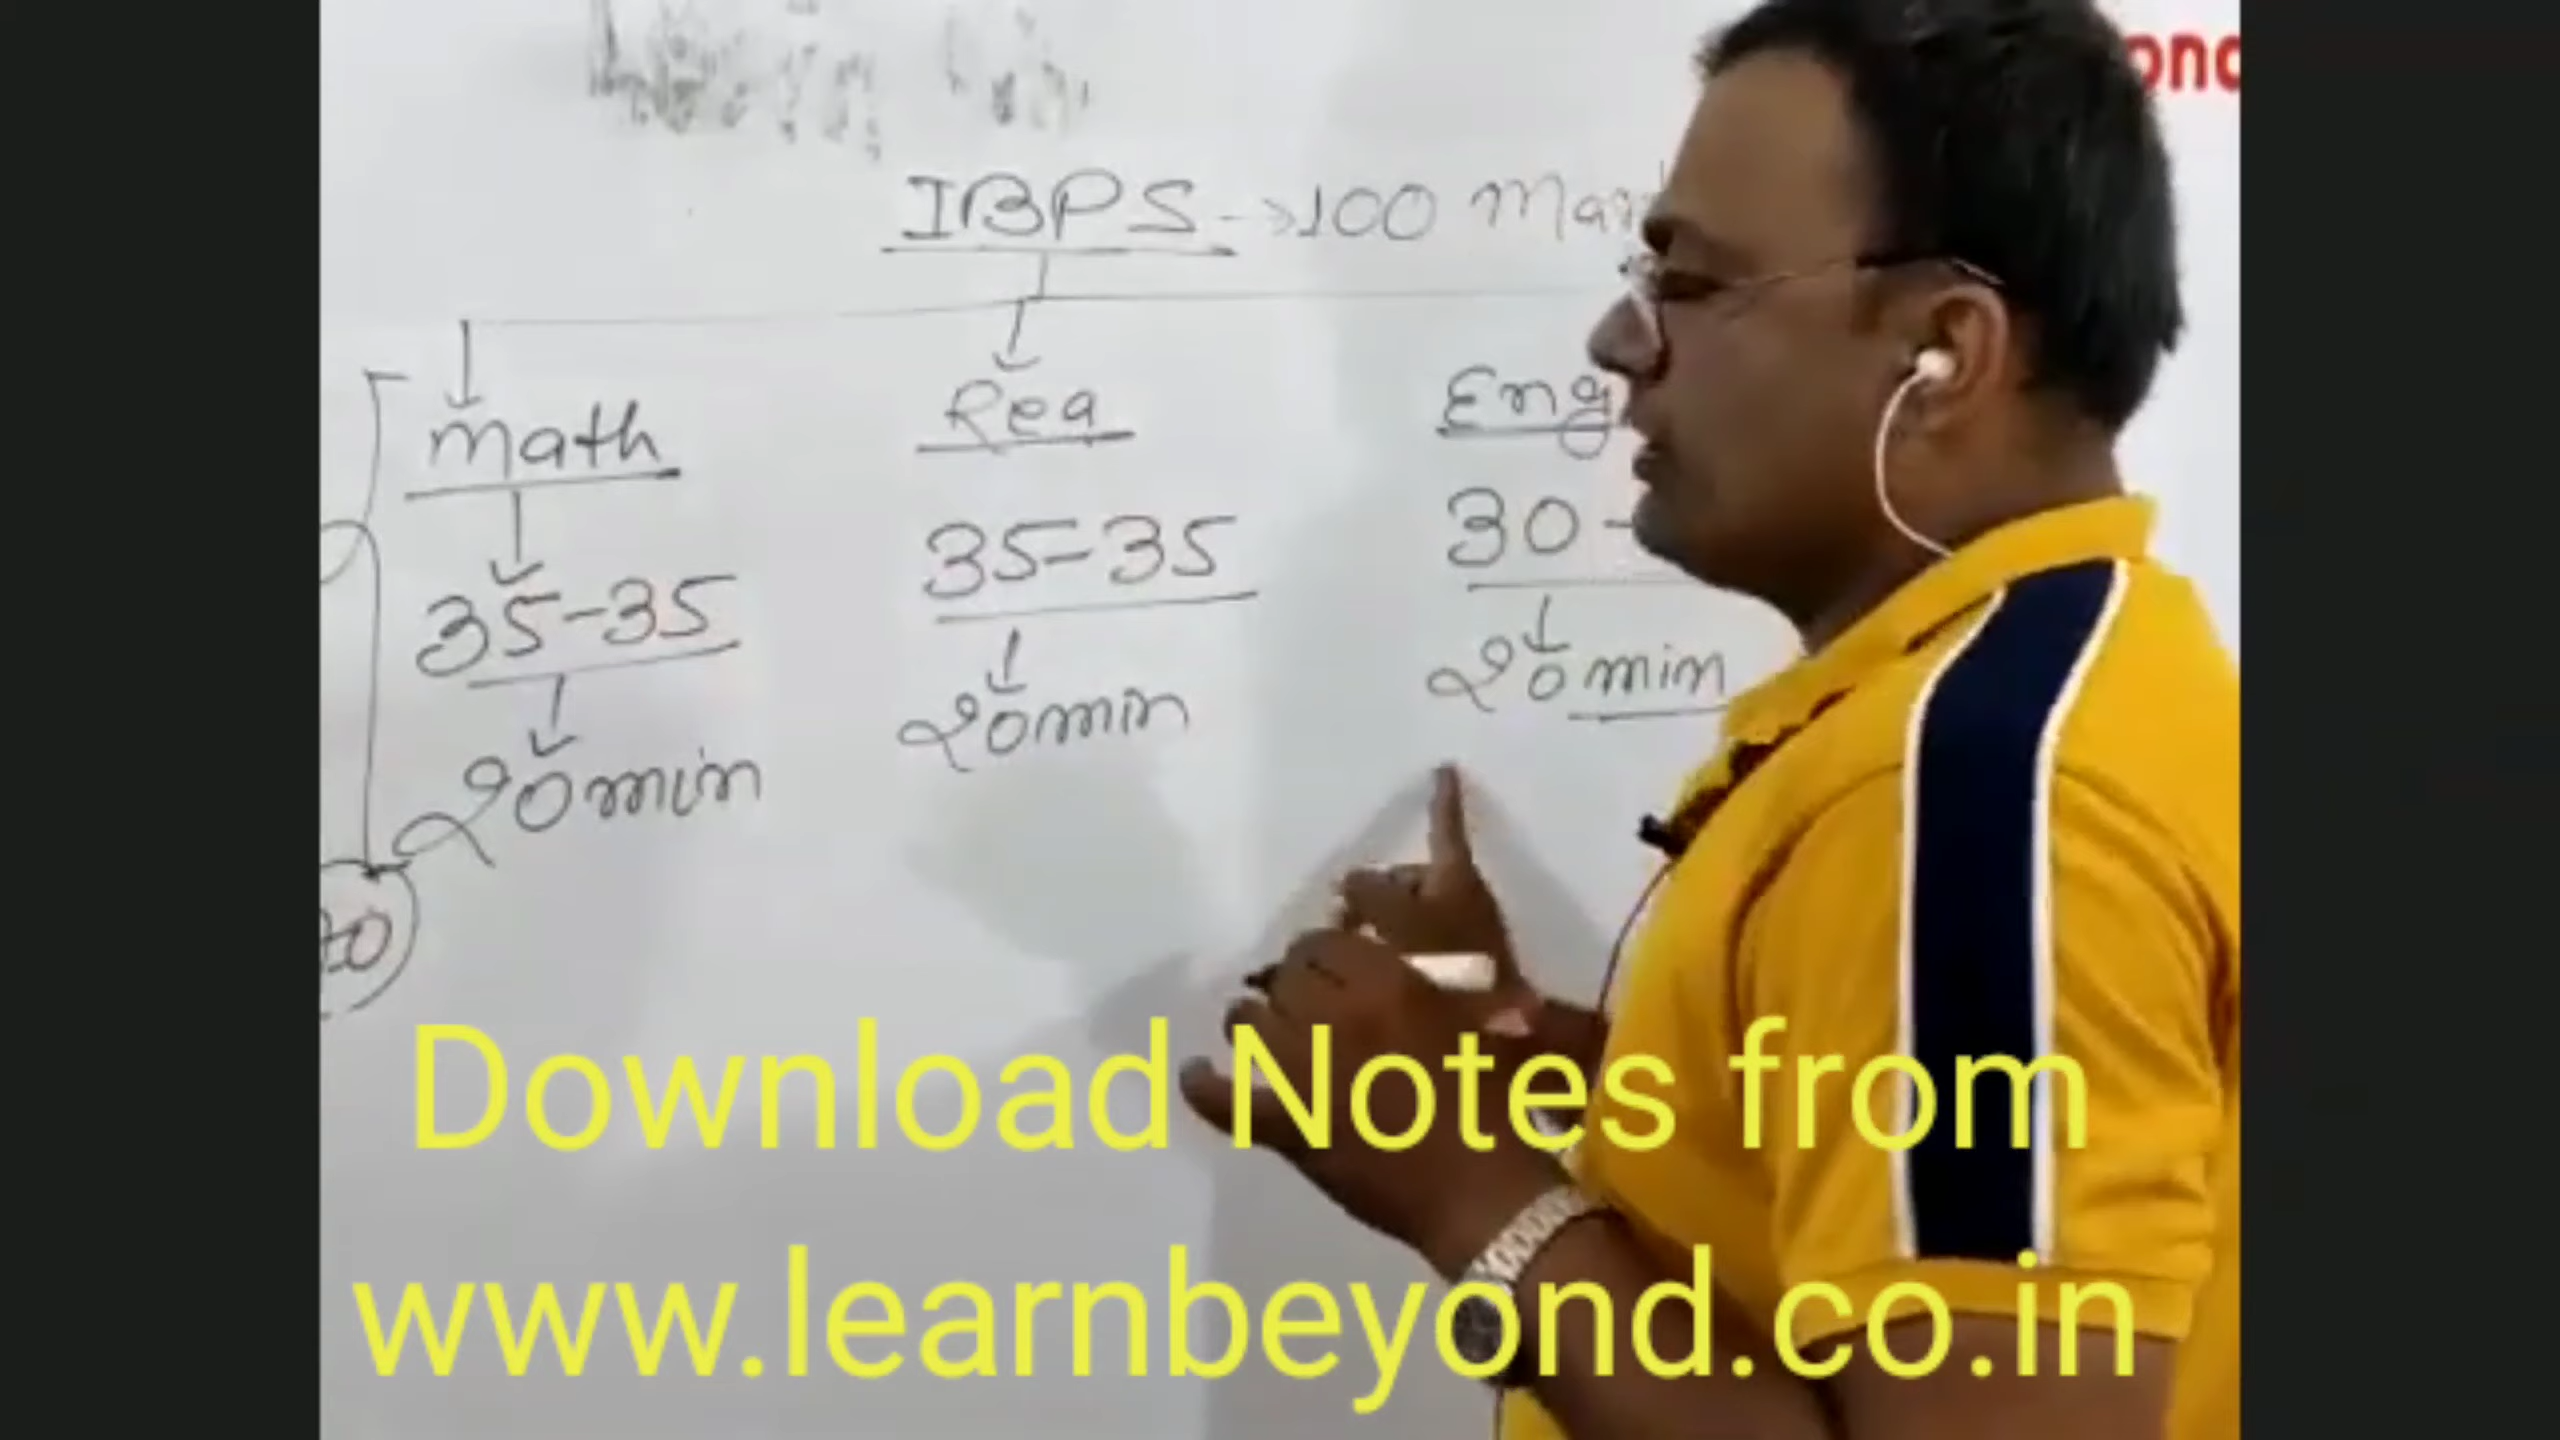 IBPS → 100
Math Rea Eng
35-35 35-35 30-
20min 20min 20min
Download Notes from
www.learnbeyond.co.in